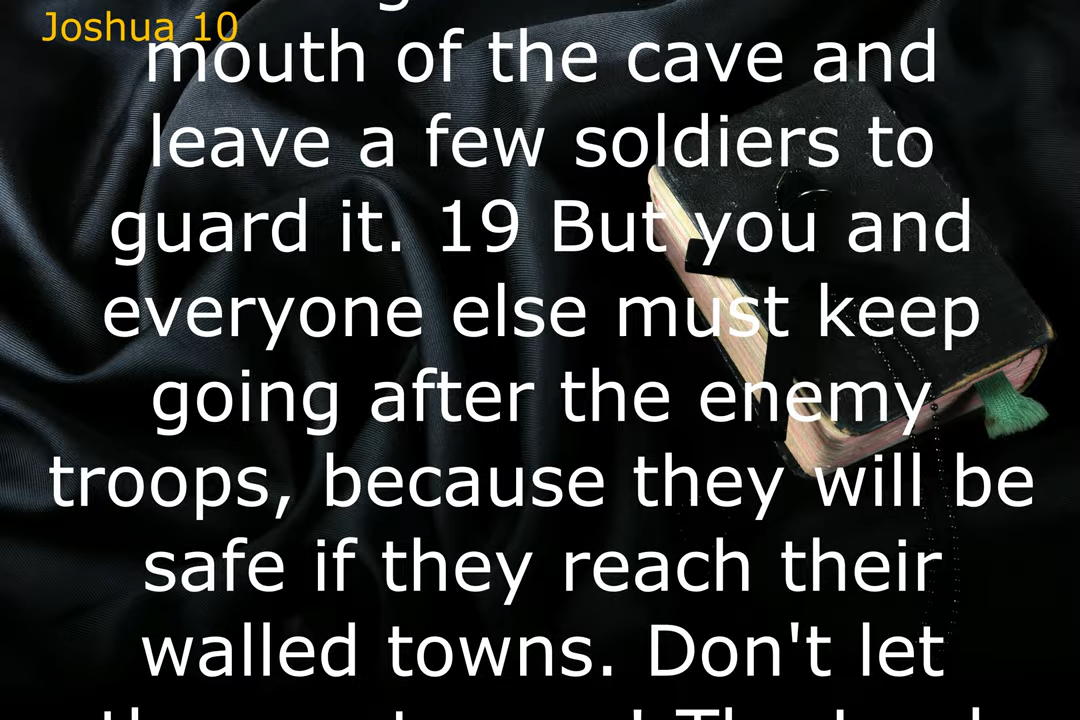 Joshua 10
mouth of the cave and
leave a few soldiers to
guard it. 19 But you and
everyone else must keep
going after the enemy
troops, because they will be
safe if they reach their
walled towns. Don't let